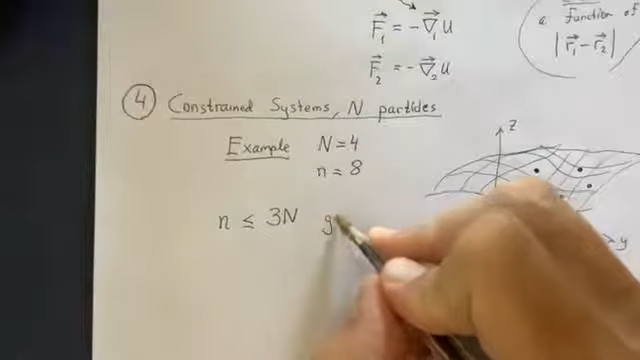 F₁ = -∇₁U
F₂ = -∇₂U
a function of
|r₁ - r₂|
④ Constrained Systems, N particles
Example N = 4
n = 8
z
y
n ≤ 3N g